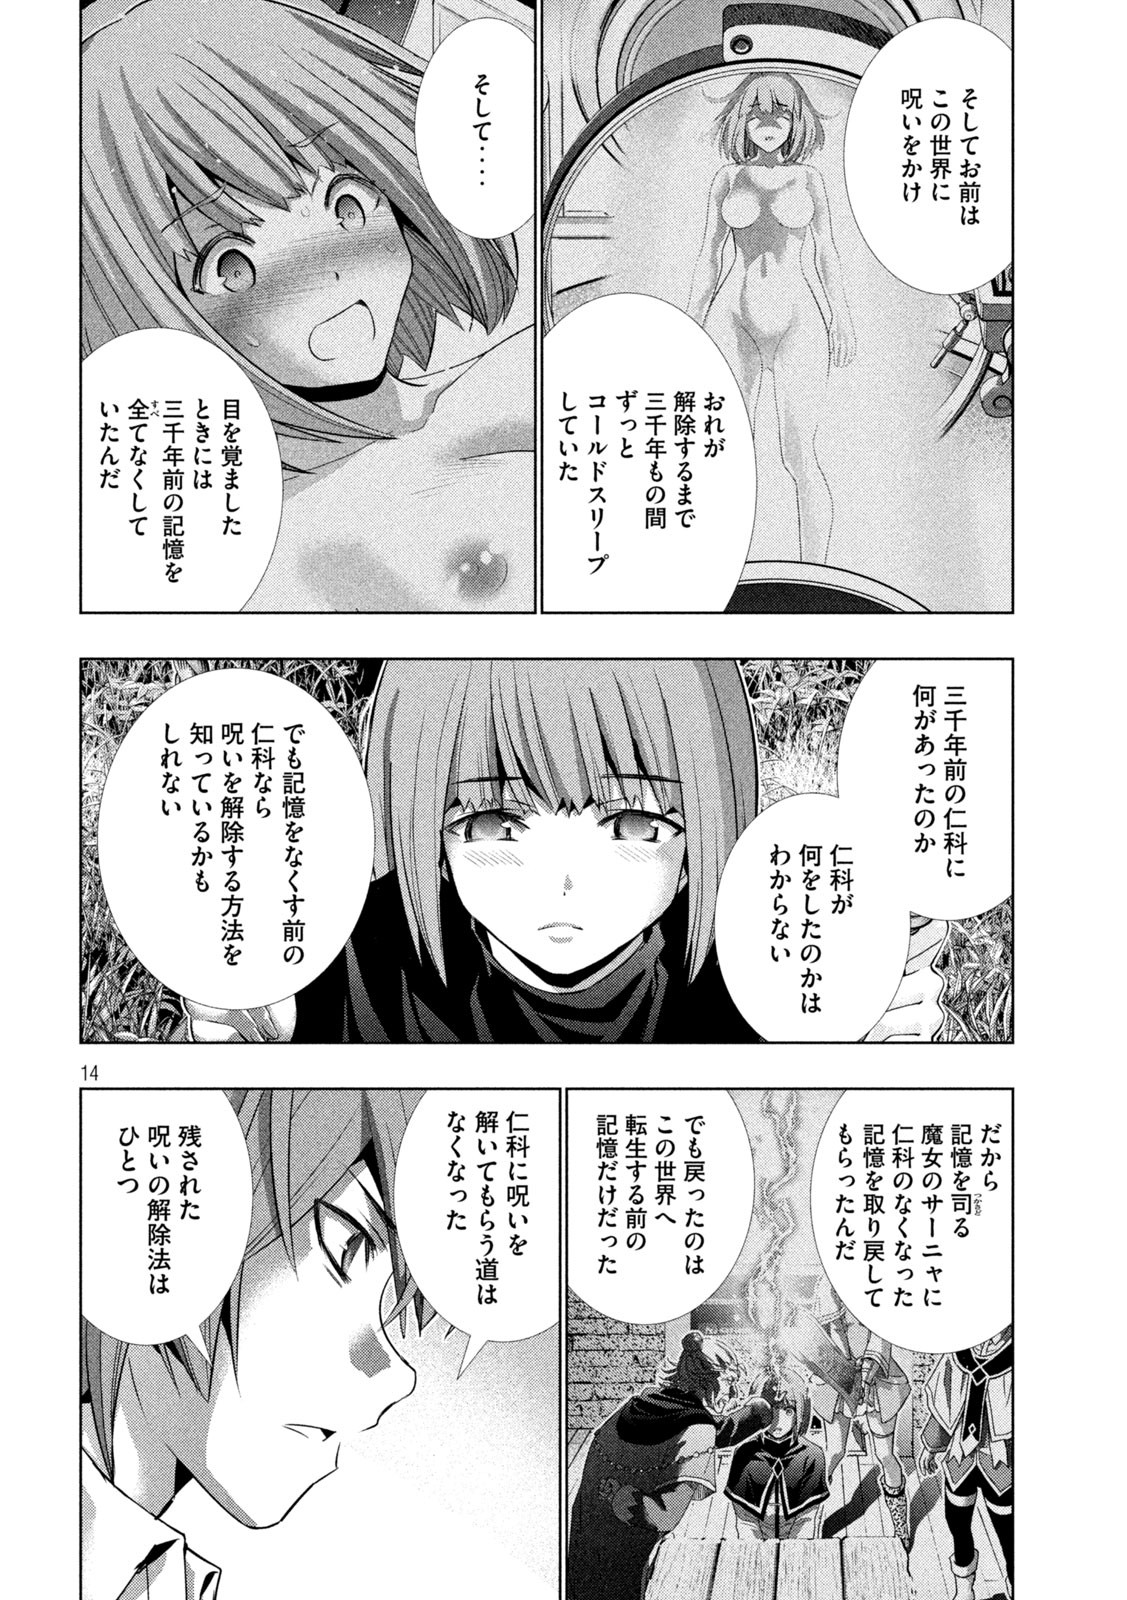 そしてお前は
この世界に
呪いをかけ
おれが
解除するまで
三千年もの間
ずっと
コールドスリープ
していた
そして‥‥
目を覚ました
ときには
三千年前の記憶を
全てなくして
すべ
いたんだ
三千年前の仁科に
何があったのか
仁科が
何をしたのかは
わからない
でも記憶をなくす前の
仁科なら
呪いを解除する方法を
知っているかも
しれない
14
だから
記憶を司る
つかさど
魔女のサーニャに
仁科のなくなった
記憶を取り戻して
もらったんだ
でも戻ったのは
この世界へ
転生する前の
記憶だけだった
仁科に呪いを
解いてもらう道は
なくなった
残された
呪いの解除法は
ひとつ